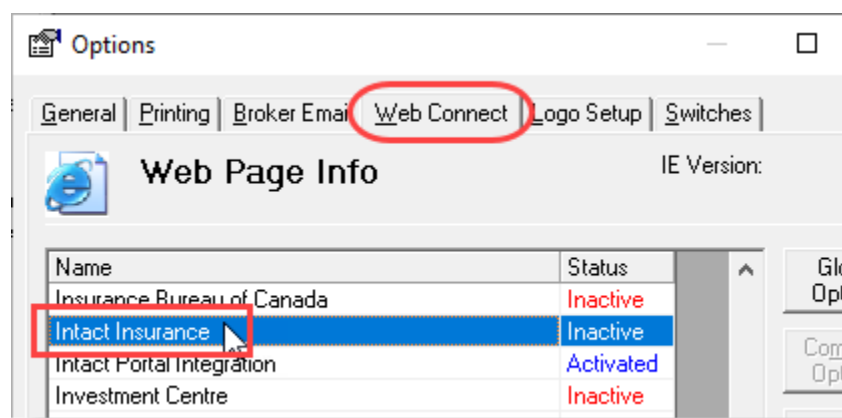 Options
General Printing Broker Email Web Connect Logo Setup Switches
Web Page Info IE Version:
Name Status
Insurance Bureau of Canada Inactive
Intact Insurance Inactive
Intact Portal Integration Activated
Investment Centre Inactive